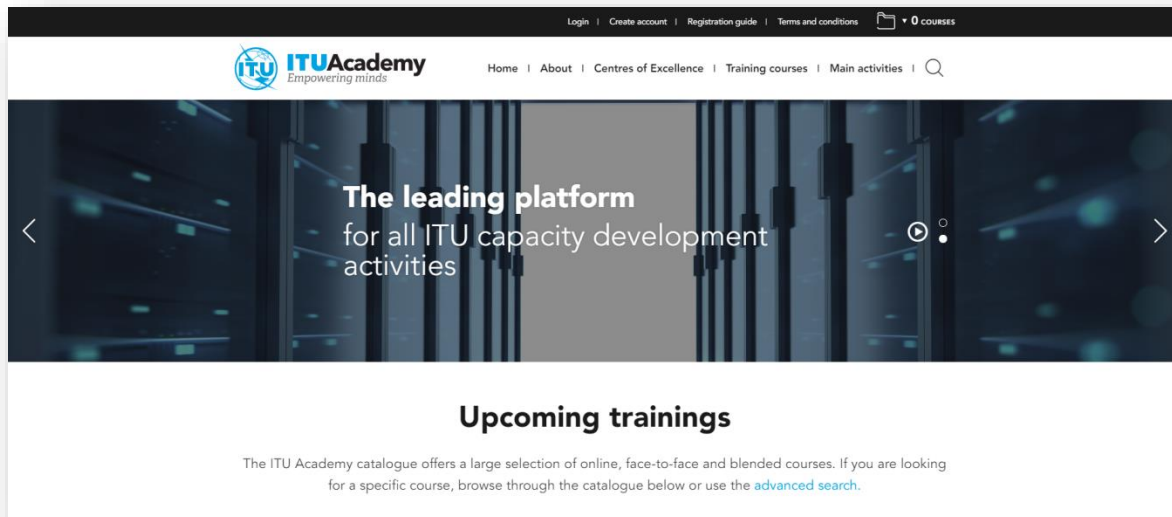 Login | Create account | Registration guide | Terms and conditions 0 COURSES
ITU ITUAcademy
Empowering minds
Home | About | Centres of Excellence | Training courses | Main activities |
The leading platform
for all ITU capacity development
activities
Upcoming trainings
The ITU Academy catalogue offers a large selection of online, face-to-face and blended courses. If you are looking
for a specific course, browse through the catalogue below or use the advanced search.